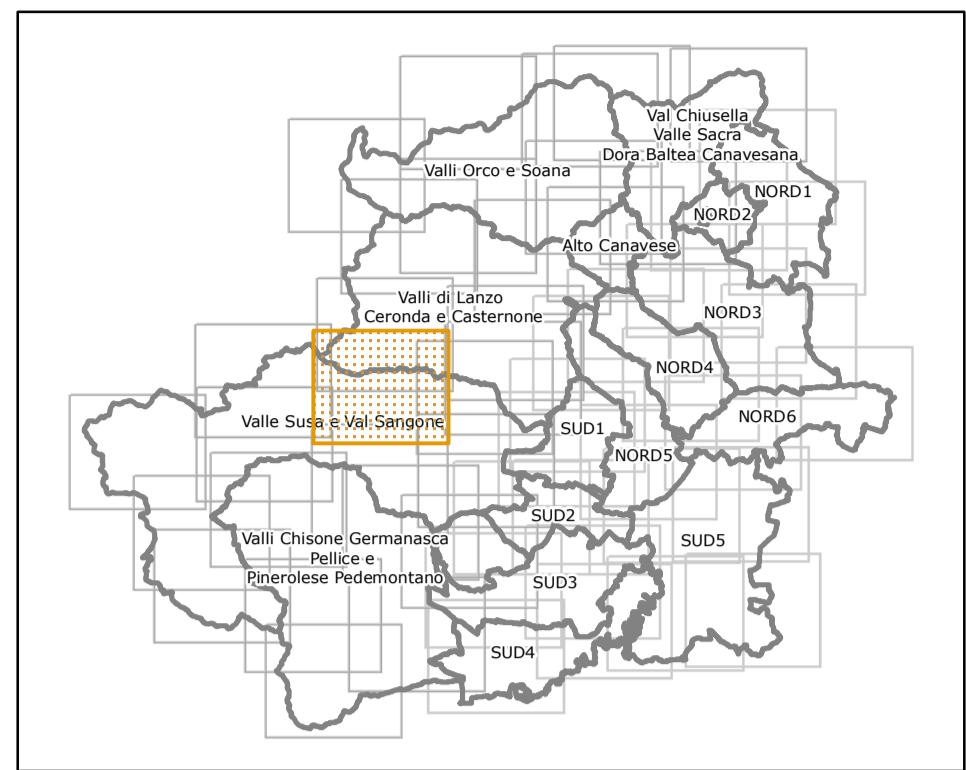 Val Chiusella
Valle Sacra
Dora Baltea Canavesana
Valli Orco e Soana
NORD1
NORD2
Alto Canavese
Valli di Lanzo
Ceronda e Casternone
NORD3
NORD4
NORD6
Valle Susa e Val Sangone
SUD1
NORD5
SUD2
SUD5
Valli Chisone Germanasca
Pellice e
Pinerolese Pedemontano
SUD3
SUD4